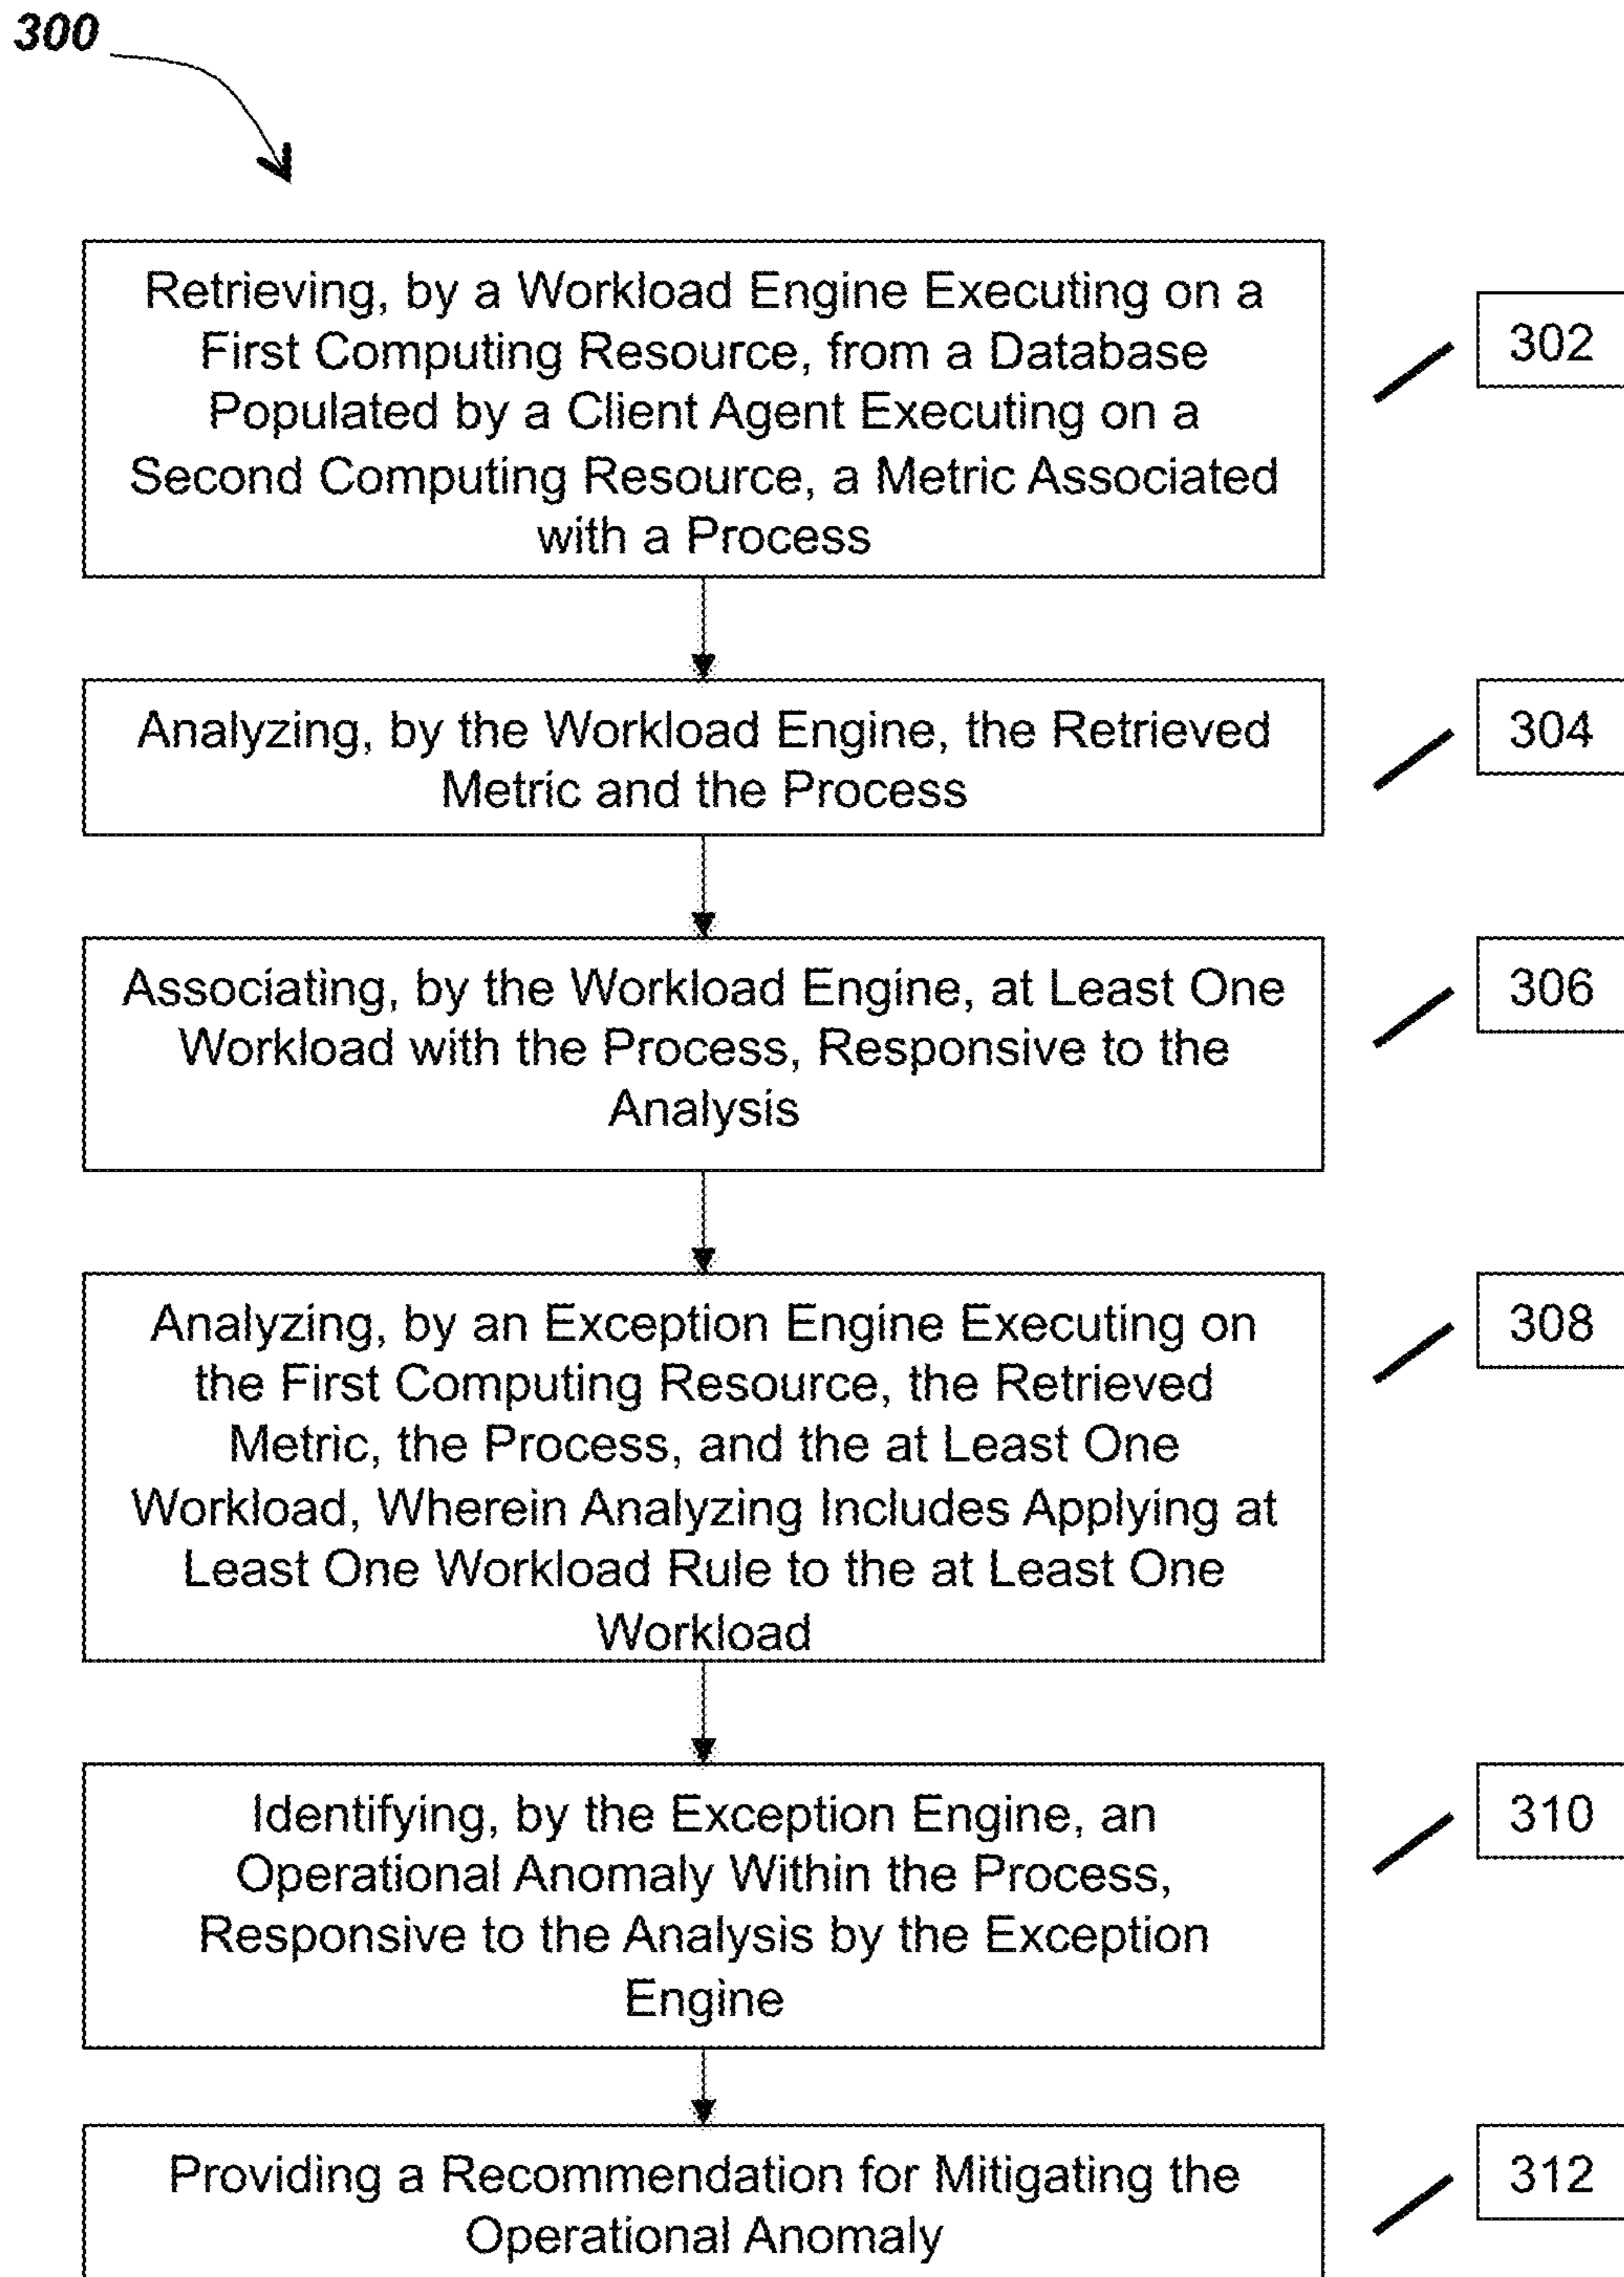 300
Retrieving, by a Workload Engine Executing on a
First Computing Resource, from a Database
Populated by a Client Agent Executing on a
Second Computing Resource, a Metric Associated
with a Process
302
Analyzing, by the Workload Engine, the Retrieved
Metric and the Process
304
Associating, by the Workload Engine, at Least One
Workload with the Process, Responsive to the
Analysis
306
Analyzing, by an Exception Engine Executing on
the First Computing Resource, the Retrieved
Metric, the Process, and the at Least One
Workload, Wherein Analyzing Includes Applying at
Least One Workload Rule to the at Least One
Workload
308
Identifying, by the Exception Engine, an
Operational Anomaly Within the Process,
Responsive to the Analysis by the Exception
Engine
310
Providing a Recommendation for Mitigating the
Operational Anomaly
312